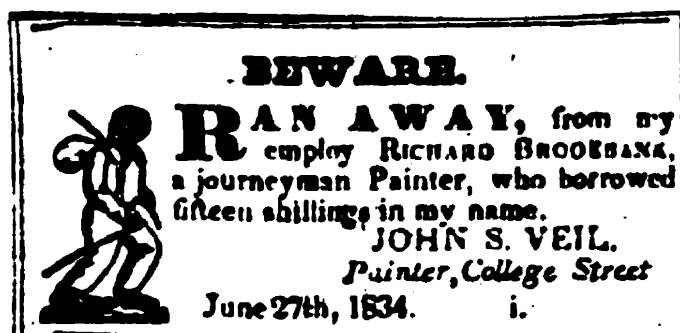 BEWARE.
RAN AWAY, from my
employ RICHARD BROOKBANK,
a journeyman Painter, who borrowed
fifteen shillings in my name.
JOHN S. VEIL.
Painter, College Street
June 27th, 1834. i.